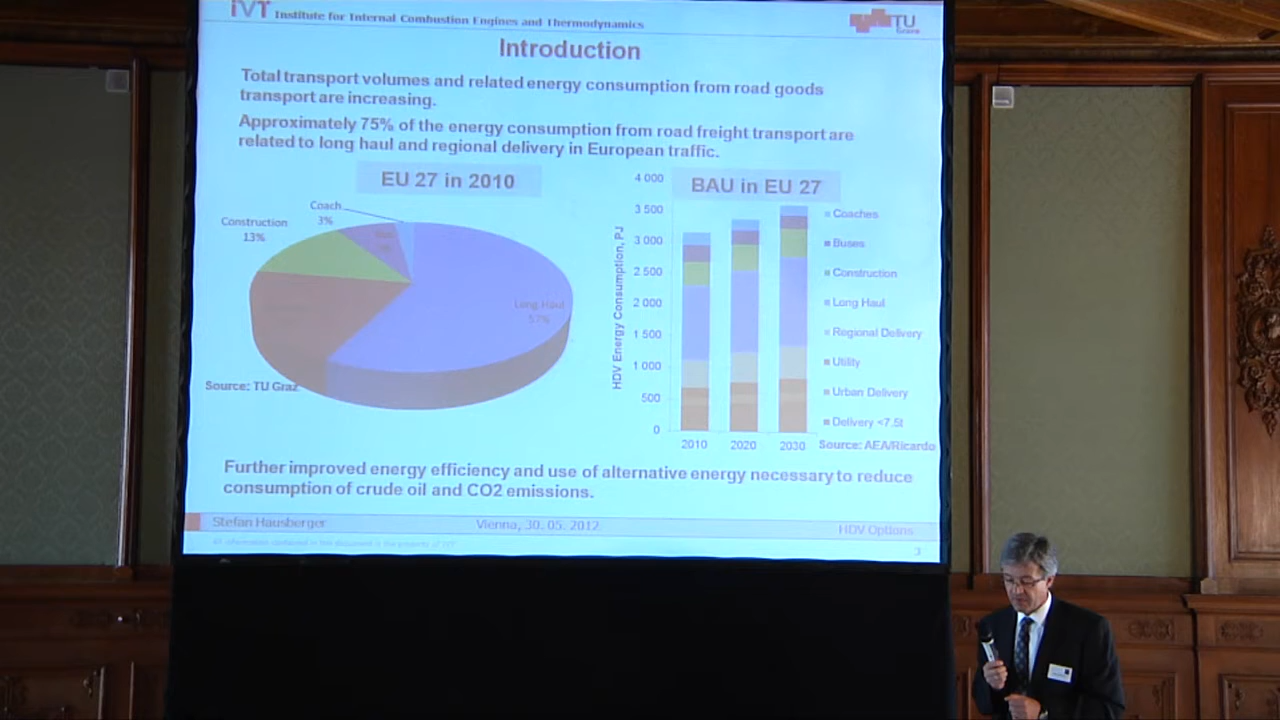 iVT Institute for Internal Combustion Engines and Thermodynamics
TU
Introduction
Total transport volumes and related energy consumption from road goods
transport are increasing.
Approximately 75% of the energy consumption from road freight transport are
related to long haul and regional delivery in European traffic.
EU 27 in 2010
Coach
3%
Construction
13%
Long Haul
57%
Source: TU Graz
BAU in EU 27
HDV Energy Consumption, PJ
4 000
3 500
3 000
2 500
2 000
1 500
1 000
500
0
2010 2020 2030
Coaches
Buses
Construction
Long Haul
Regional Delivery
Utility
Urban Delivery
Delivery <7.5t
Source: AEA/Ricardo
Further improved energy efficiency and use of alternative energy necessary to reduce
consumption of crude oil and CO2 emissions.
Stefan Hausberger Vienna, 30. 05. 2012 HDV Options
3